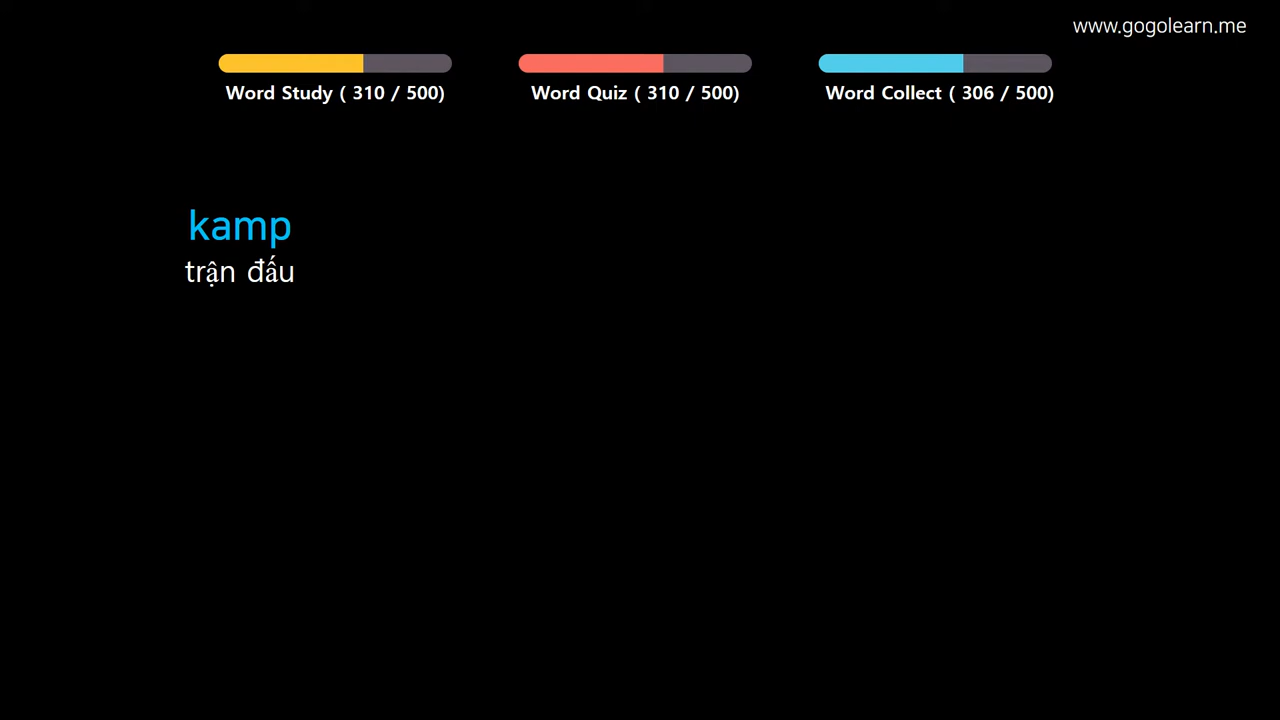 www.gogolearn.me
Word Study ( 310 / 500)
Word Quiz ( 310 / 500)
Word Collect ( 306 / 500)
kamp
trận đấu